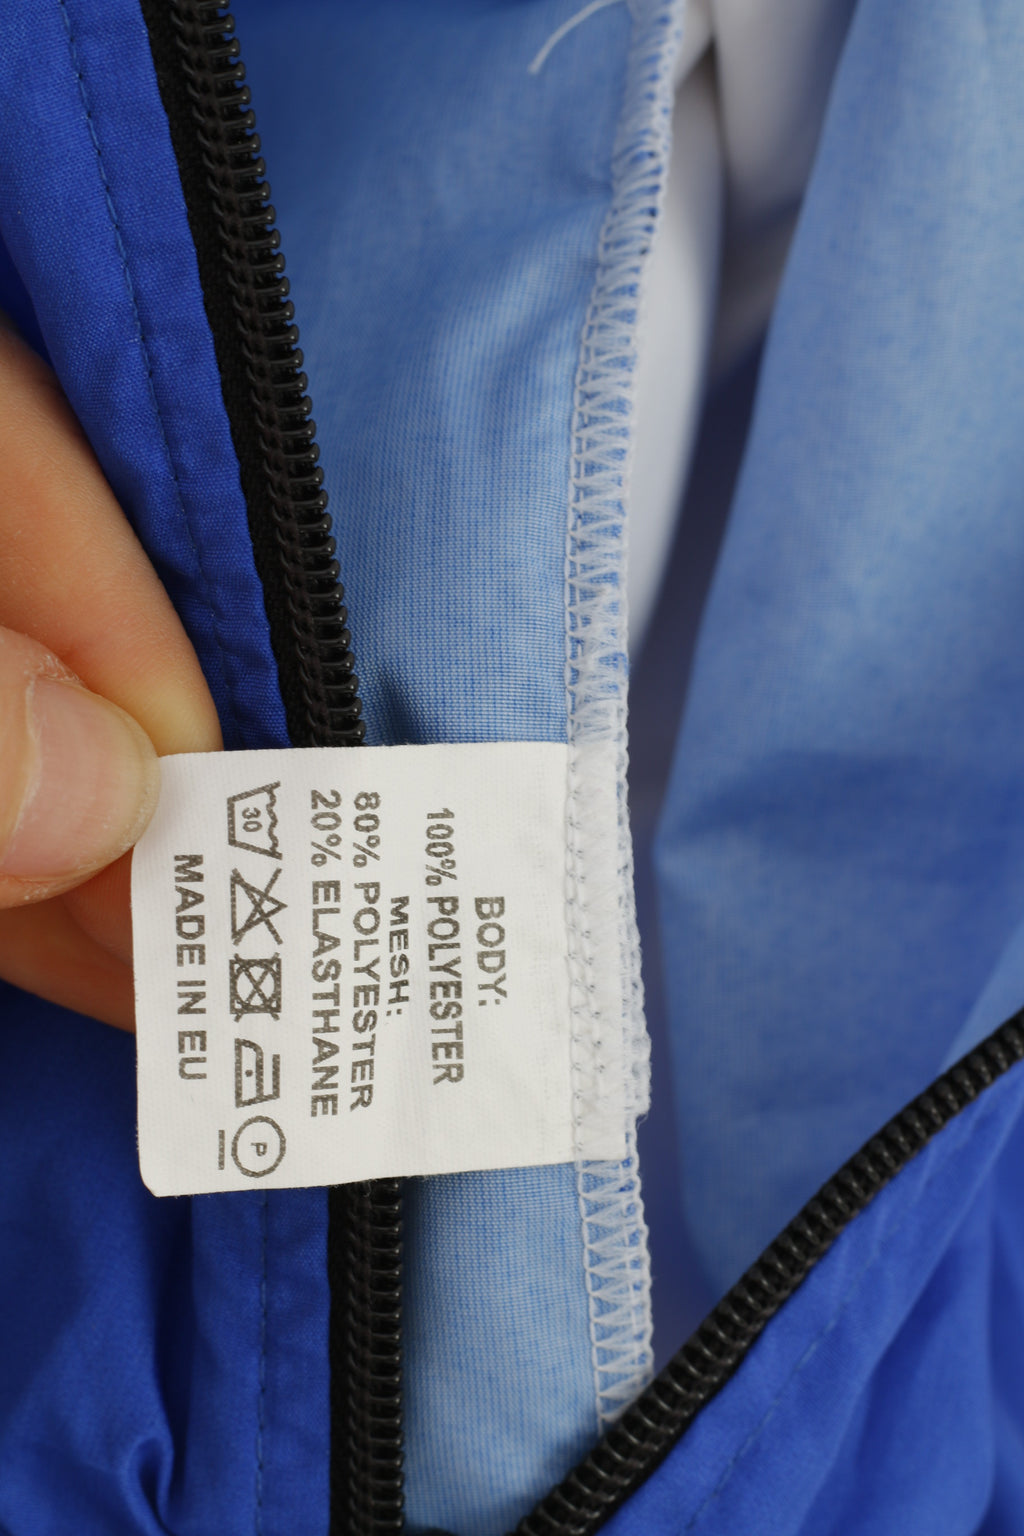 BODY:
100% POLYESTER
MESH:
80% POLYESTER
20% ELASTHANE
30 P
MADE IN EU